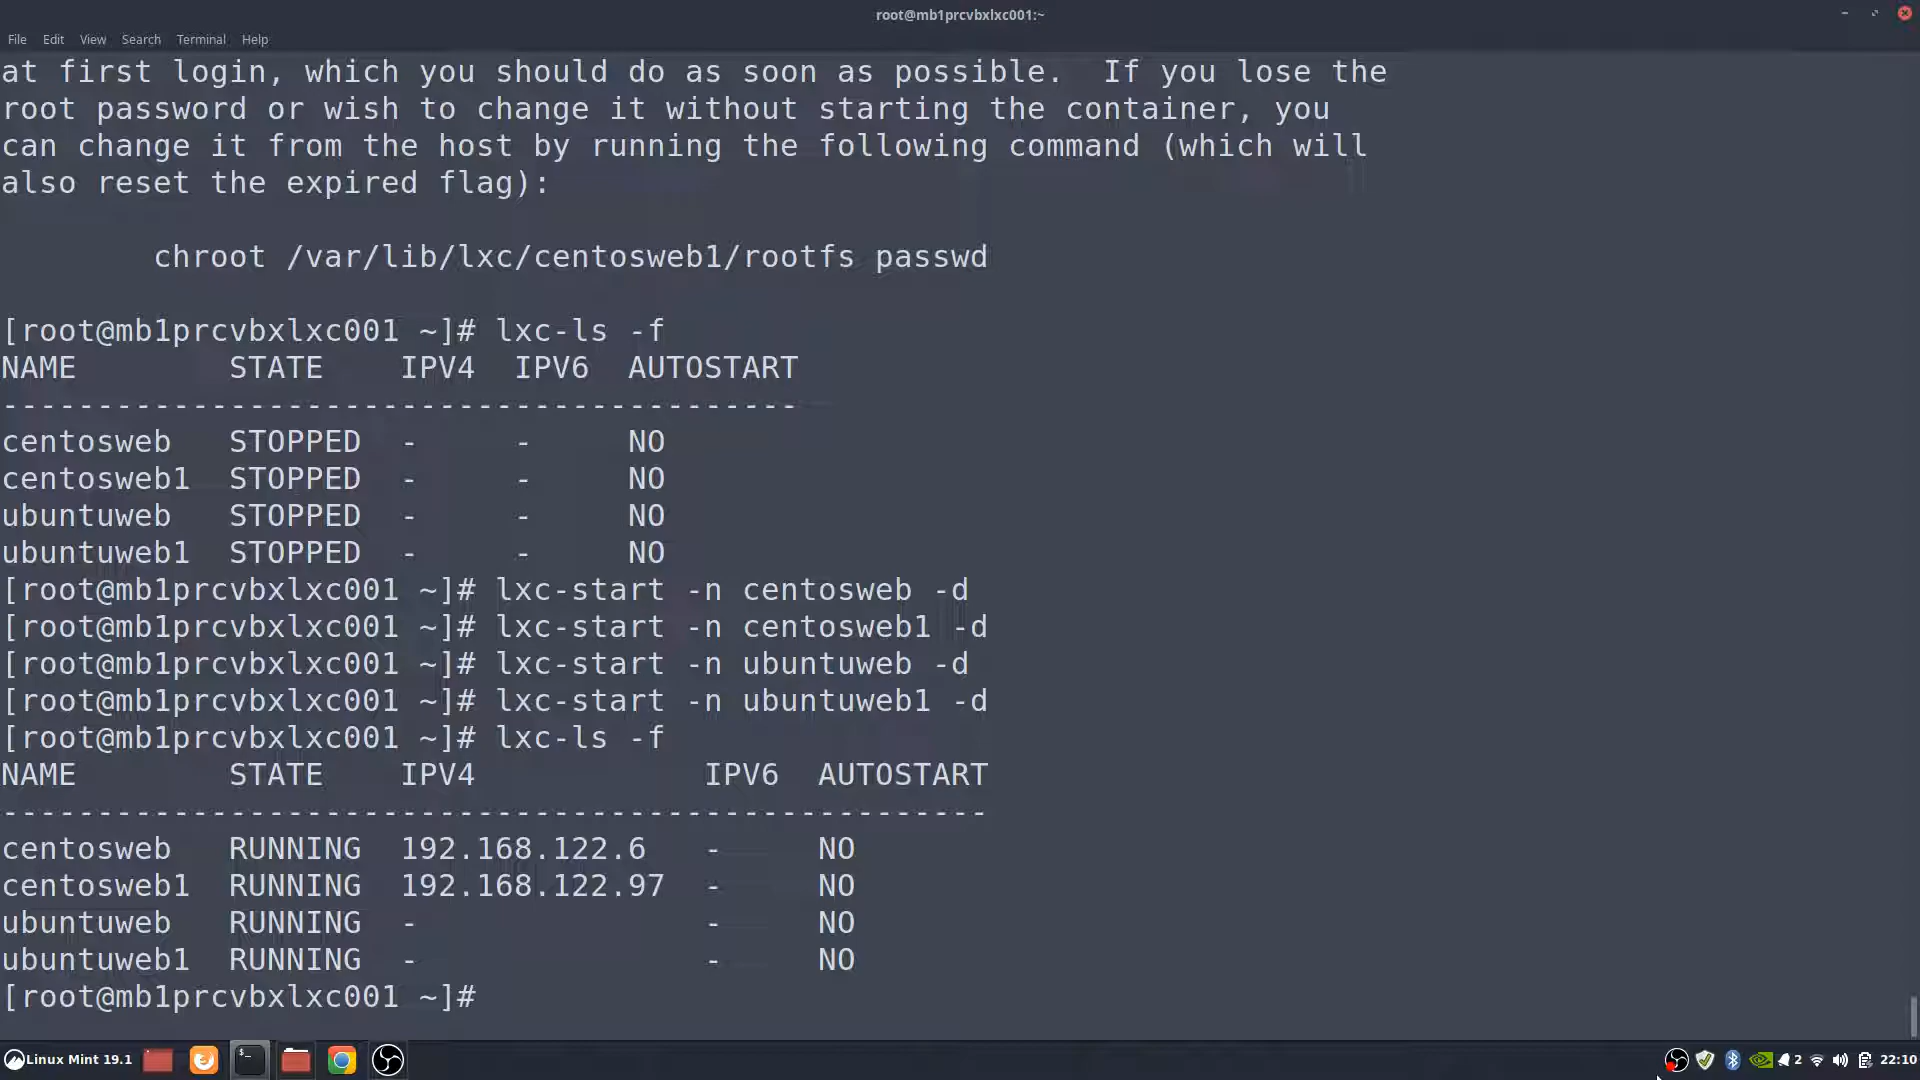 root@mb1prcvbxlxc001:~
File Edit View Search Terminal Help
at first login, which you should do as soon as possible.  If you lose the
root password or wish to change it without starting the container, you
can change it from the host by running the following command (which will
also reset the expired flag):
        chroot /var/lib/lxc/centosweb1/rootfs passwd
[root@mb1prcvbxlxc001 ~]# lxc-ls -f
NAME        STATE    IPV4  IPV6  AUTOSTART
------------------------------------------
centosweb   STOPPED  -     -     NO
centosweb1  STOPPED  -     -     NO
ubuntuweb   STOPPED  -     -     NO
ubuntuweb1  STOPPED  -     -     NO
[root@mb1prcvbxlxc001 ~]# lxc-start -n centosweb -d
[root@mb1prcvbxlxc001 ~]# lxc-start -n centosweb1 -d
[root@mb1prcvbxlxc001 ~]# lxc-start -n ubuntuweb -d
[root@mb1prcvbxlxc001 ~]# lxc-start -n ubuntuweb1 -d
[root@mb1prcvbxlxc001 ~]# lxc-ls -f
NAME        STATE    IPV4            IPV6  AUTOSTART
----------------------------------------------------
centosweb   RUNNING  192.168.122.6   -     NO
centosweb1  RUNNING  192.168.122.97  -     NO
ubuntuweb   RUNNING  -               -     NO
ubuntuweb1  RUNNING  -               -     NO
[root@mb1prcvbxlxc001 ~]#
Linux Mint 19.1 2 22:10